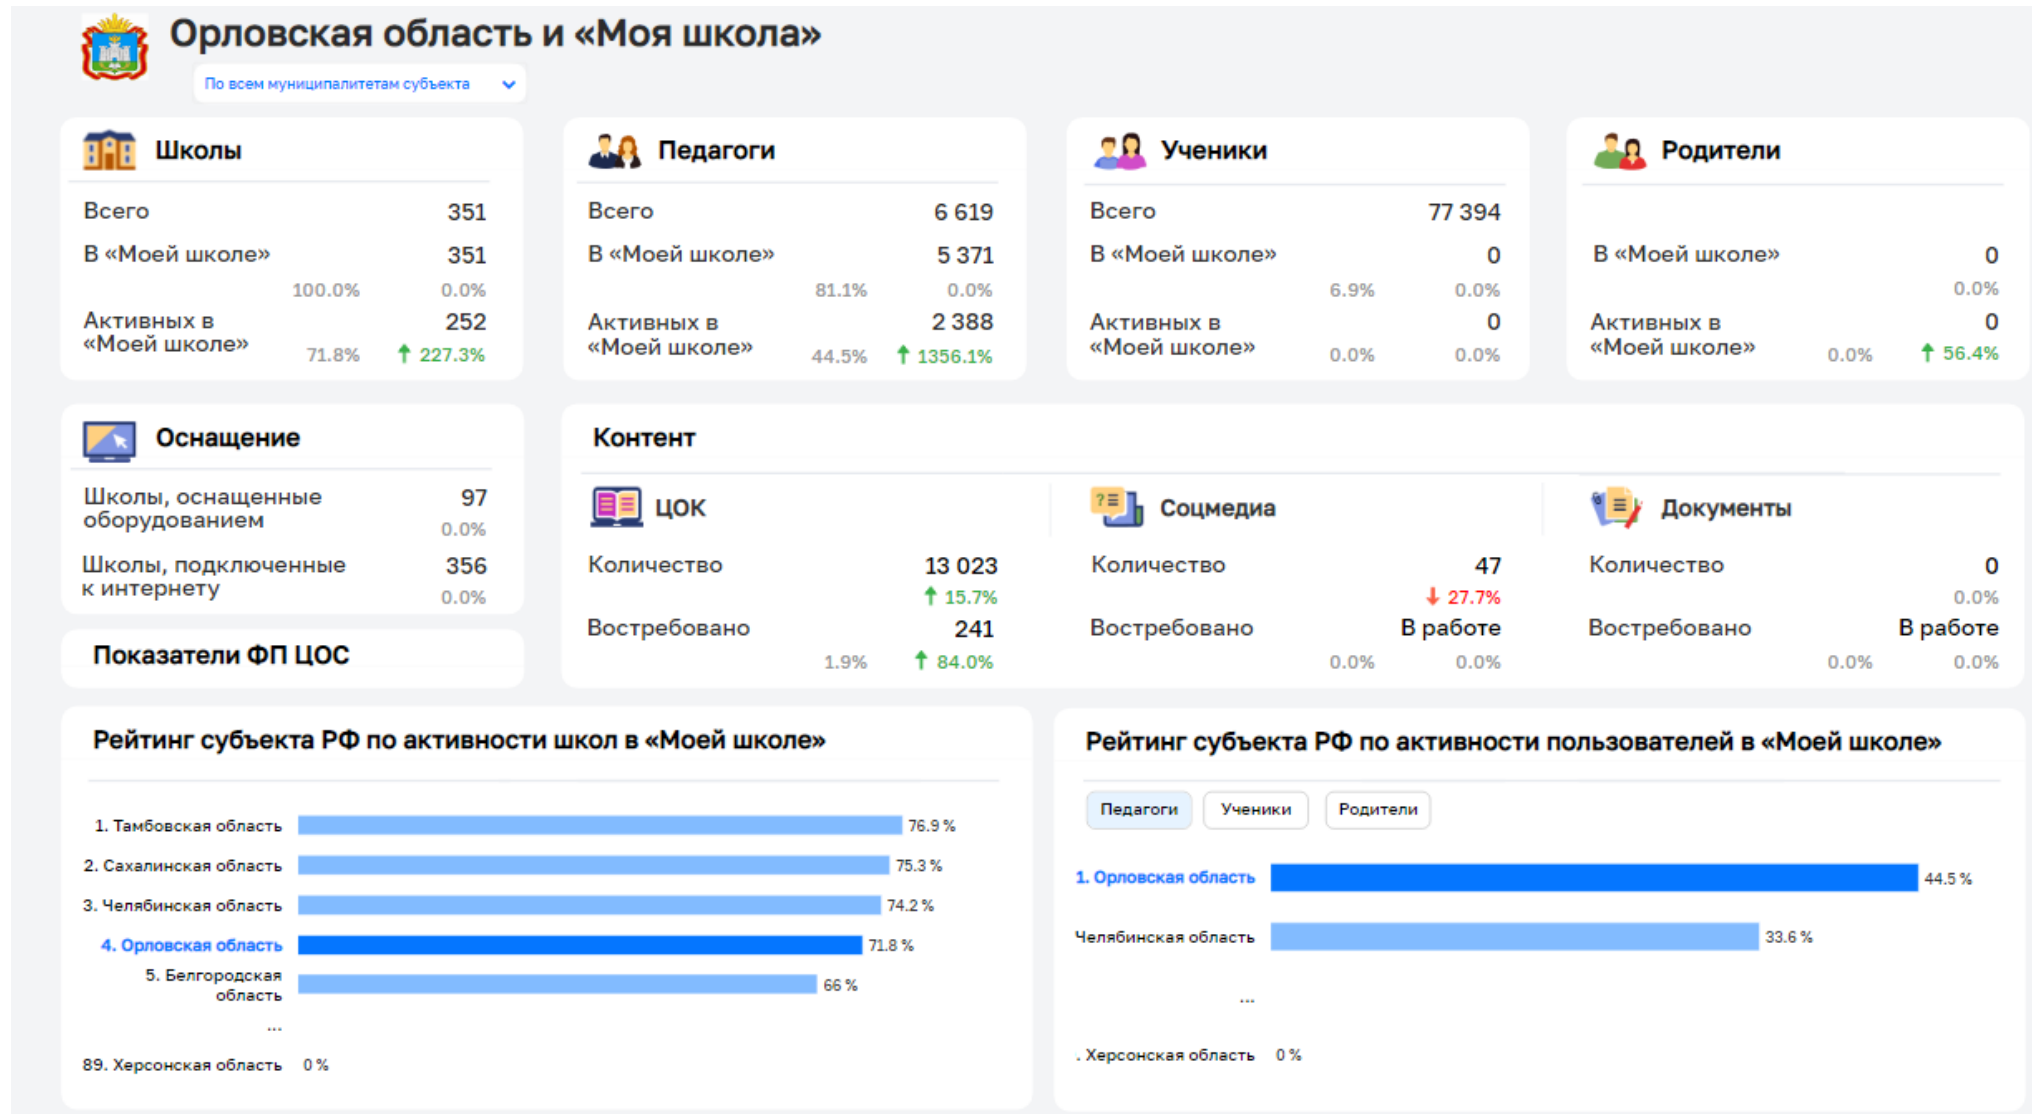 Орловская область и «Моя школа»
По всем муниципалитетам субъекта
Школы
Всего 351
В «Моей школе» 351
100.0% 0.0%
Активных в 252
«Моей школе» 71.8% ↑ 227.3%
Педагоги
Всего 6 619
В «Моей школе» 5 371
81.1% 0.0%
Активных в 2 388
«Моей школе» 44.5% ↑ 1356.1%
Ученики
Всего 77 394
В «Моей школе» 0
6.9% 0.0%
Активных в 0
«Моей школе» 0.0% 0.0%
Родители
В «Моей школе» 0
0.0%
Активных в 0
«Моей школе» 0.0% ↑ 56.4%
Оснащение
Школы, оснащенные 97
оборудованием 0.0%
Школы, подключенные 356
к интернету 0.0%
Показатели ФП ЦОС
Контент
ЦОК
Количество 13 023
↑ 15.7%
Востребовано 241
1.9% ↑ 84.0%
Соцмедиа
Количество 47
↓ 27.7%
Востребовано В работе
0.0% 0.0%
Документы
Количество 0
0.0%
Востребовано В работе
0.0% 0.0%
Рейтинг субъекта РФ по активности школ в «Моей школе»
1. Тамбовская область 76.9 %
2. Сахалинская область 75.3 %
3. Челябинская область 74.2 %
4. Орловская область 71.8 %
5. Белгородская
область 66 %
...
89. Херсонская область 0 %
Рейтинг субъекта РФ по активности пользователей в «Моей школе»
Педагоги Ученики Родители
1. Орловская область 44.5 %
Челябинская область 33.6 %
...
. Херсонская область 0 %